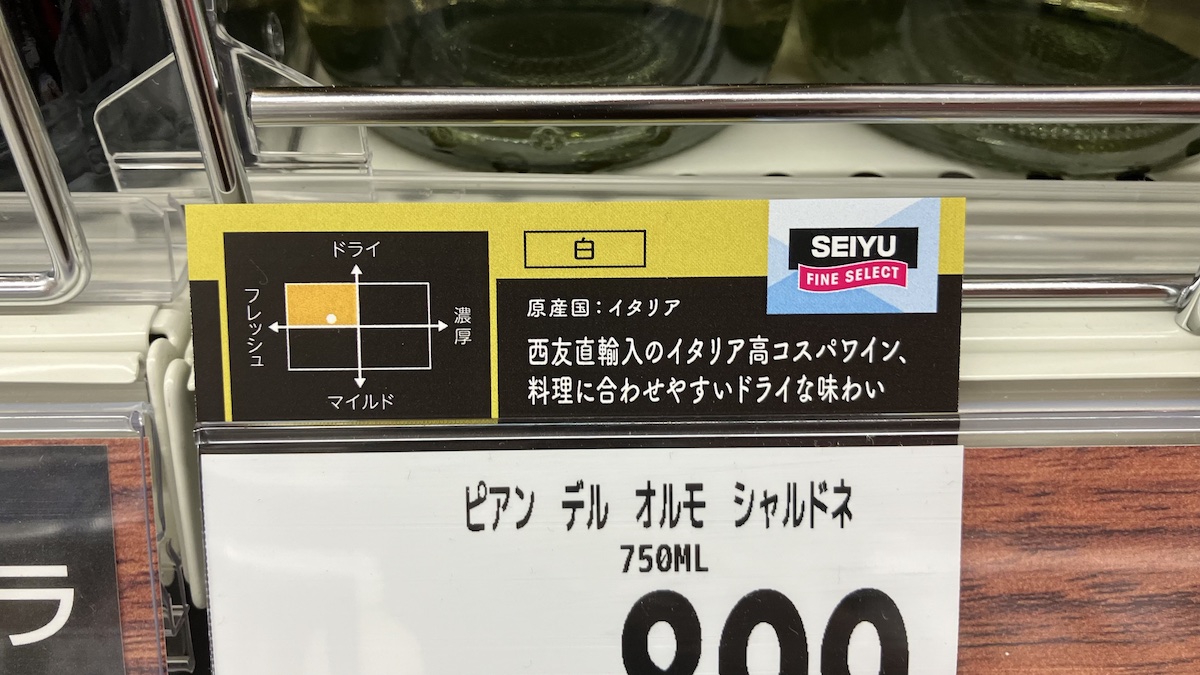 白
SEIYU
FINE SELECT
ドライ
フレッシュ
濃厚
マイルド
原産国：イタリア
西友直輸入のイタリア高コスパワイン、
料理に合わせやすいドライな味わい
ピアン デル オルモ シャルドネ
750ML
ラ